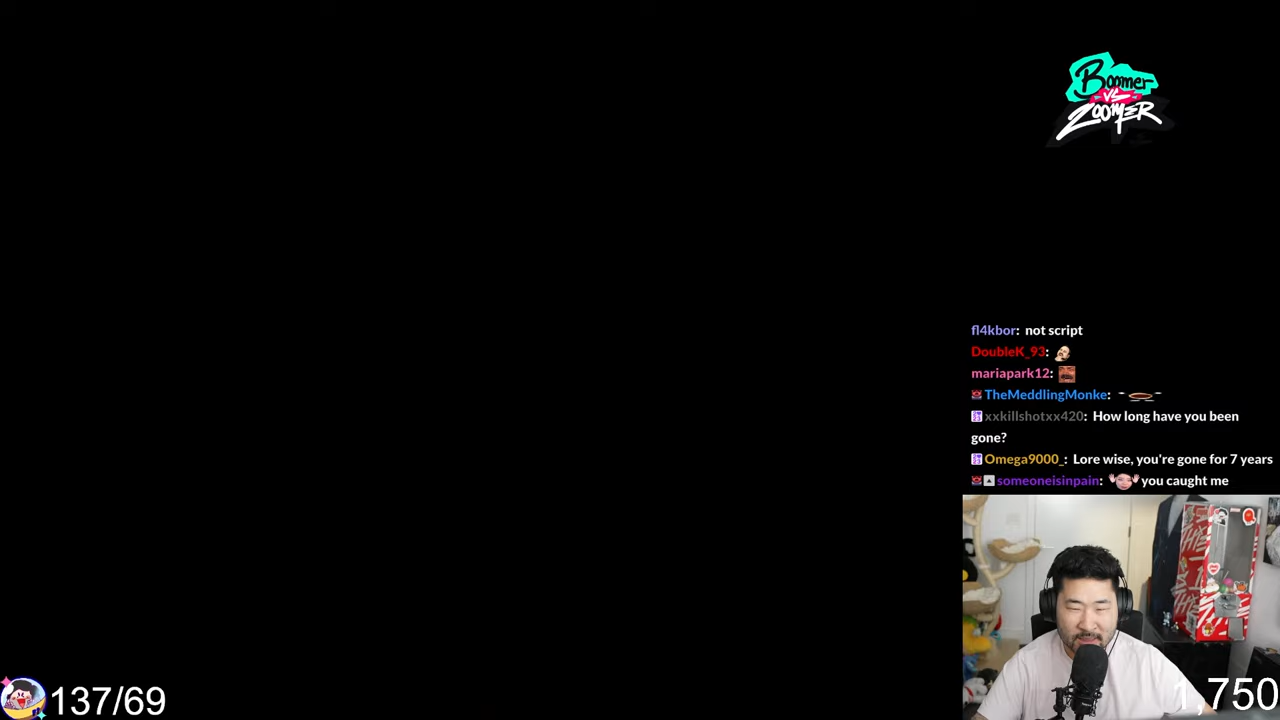 Boomer
VS
ZOOMER
fl4kbor: not script
DoubleK_93:
mariapark12:
TheMeddlingMonke:
xxkillshotxx420: How long have you been
gone?
Omega9000_: Lore wise, you're gone for 7 years
someoneisinpain: you caught me
137/69
1,750